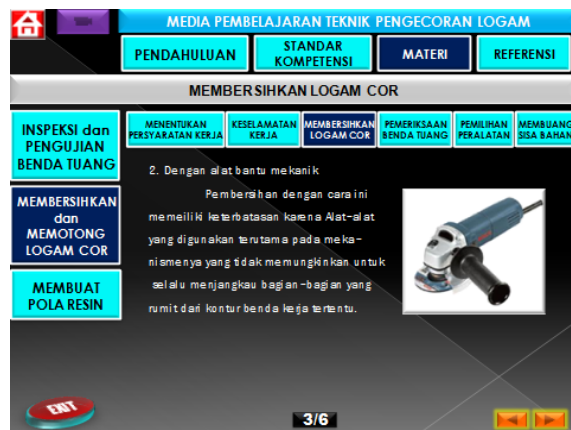 MEDIA PEMBELAJARAN TEKNIK PENGECORAN LOGAM
PENDAHULUAN
STANDAR
KOMPETENSI
MATERI
REFERENSI
MEMBERSIHKAN LOGAM COR
MENENTUKAN
PERSYARATAN KERJA
KESELAMATAN
KERJA
MEMBERSIHKAN
LOGAM COR
PEMERIKSAAN
BENDA TUANG
PEMILIHAN
PERALATAN
MEMBUANG
SISA BAHAN
INSPEKSI dan
PENGUJIAN
BENDA TUANG
MEMBERSIHKAN
dan
MEMOTONG
LOGAM COR
MEMBUAT
POLA RESIN
2. Dengan alat bantu mekanik
Pembersihan dengan cara ini
memeiliki keterbatasan karena Alat-alat
yang digunakan terutama pada meka-
nismenya yang tidak memungkinkan untuk
selalu menjangkau bagian -bagian yang
rumit dari kontur benda kerja tertentu.
EXIT
3/6